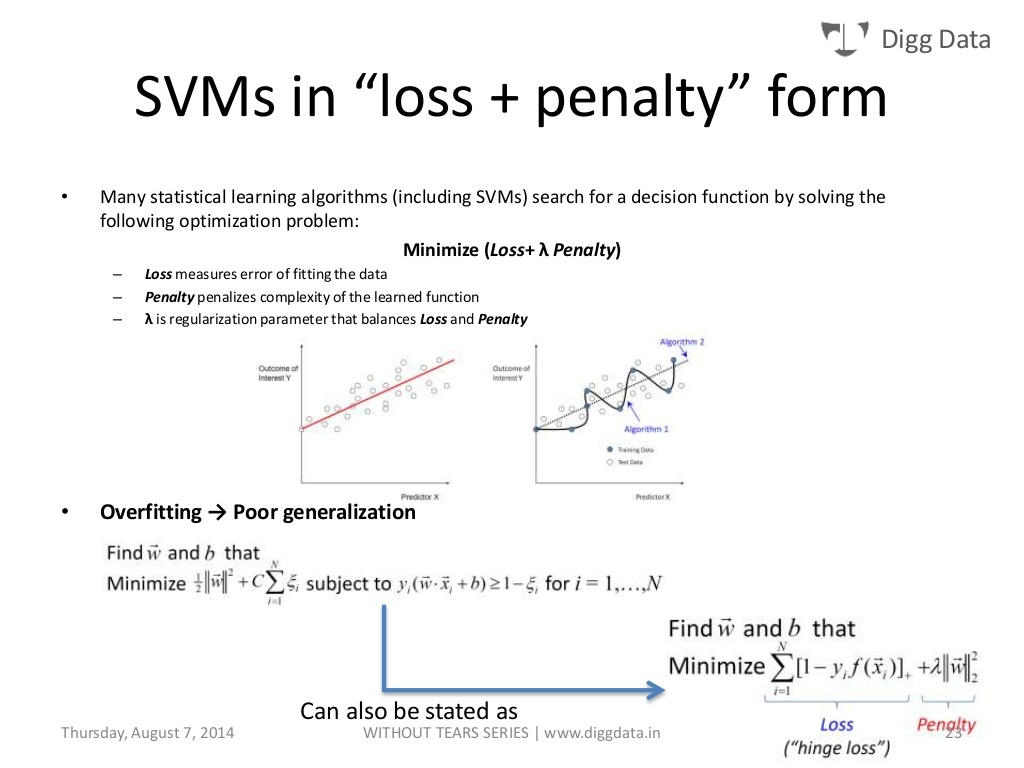 Digg Data
SVMs in “loss + penalty” form
• Many statistical learning algorithms (including SVMs) search for a decision function by solving the
following optimization problem:
Minimize (Loss+ λ Penalty)
– Loss measures error of fitting the data
– Penalty penalizes complexity of the learned function
– λ is regularization parameter that balances Loss and Penalty
Outcome of
Interest Y
Predictor X
Outcome of
Interest Y
Algorithm 2
Algorithm 1
Training Data
Test Data
Predictor X
• Overfitting → Poor generalization
Find w⃗ and b that
Minimize ½‖w⃗‖² + C∑ᵢ₌₁ᴺ ξᵢ subject to yᵢ(w⃗·x⃗ᵢ + b) ≥ 1 − ξᵢ for i = 1,…,N
Find w⃗ and b that
Minimize ∑ᵢ₌₁ᴺ [1 − yᵢf(x⃗ᵢ)]₊ + λ‖w⃗‖₂²
Loss
Penalty
(“hinge loss”)
Can also be stated as
Thursday, August 7, 2014
WITHOUT TEARS SERIES | www.diggdata.in
23